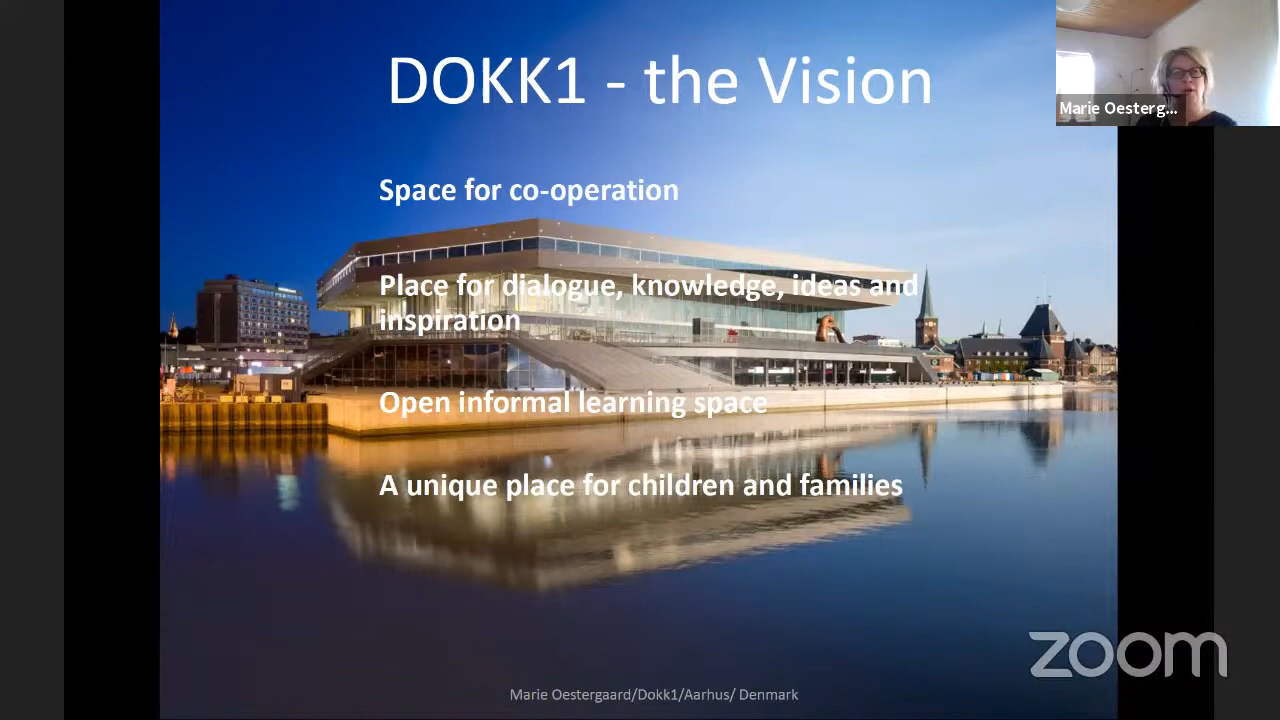 DOKK1 - the Vision
Marie Oesterg...
Space for co-operation
Place for dialogue, knowledge, ideas and
inspiration
Open informal learning space
A unique place for children and families
zoom
Marie Oestergaard/Dokk1/Aarhus/ Denmark